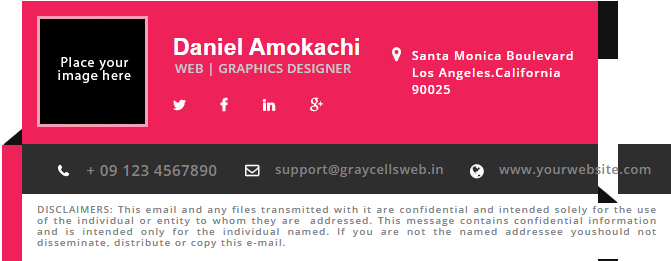 Place your
image here
Daniel Amokachi
WEB | GRAPHICS DESIGNER
Santa Monica Boulevard
Los Angeles.California
90025
+ 09 123 4567890
support@graycellsweb.in
www.yourwebsite.com
DISCLAIMERS: This email and any files transmitted with it are confidential and intended solely for the use
of the individual or entity to whom they are addressed. This message contains confidential information
and is intended only for the individual named. If you are not the named addressee youshould not
disseminate, distribute or copy this e-mail.